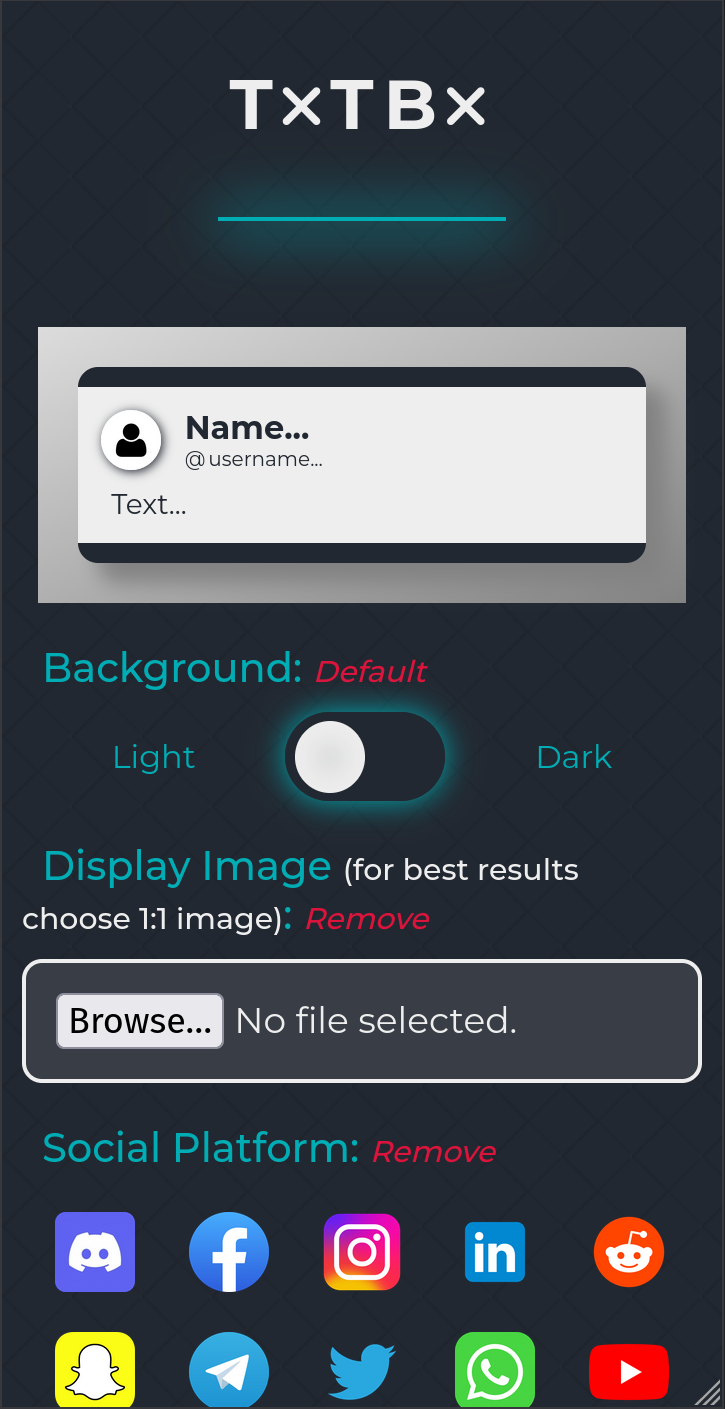 T×TB×
Name...
@username...
Text...
Background: Default
Light
Dark
Display Image (for best results
choose 1:1 image): Remove
Browse... No file selected.
Social Platform: Remove
in